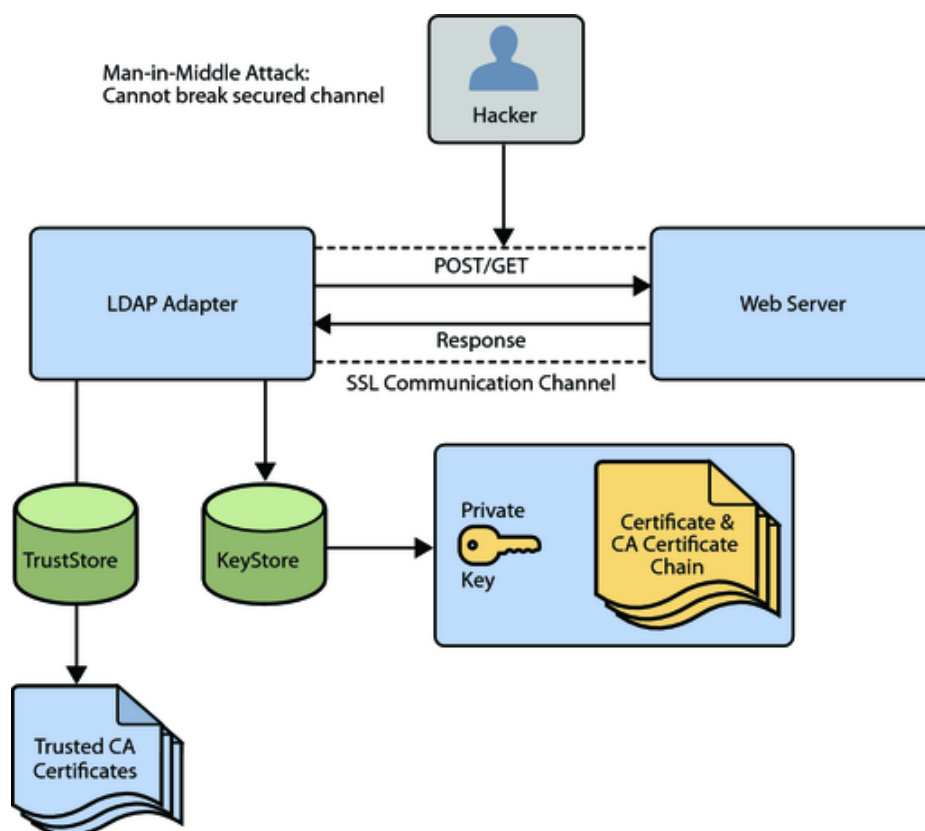 Man-in-Middle Attack:
Cannot break secured channel
Hacker
POST/GET
LDAP Adapter
Web Server
Response
SSL Communication Channel
TrustStore
KeyStore
Private
Key
Certificate &
CA Certificate
Chain
Trusted CA
Certificates